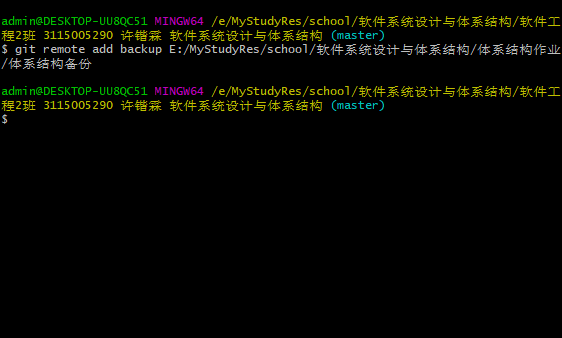 admin@DESKTOP-UU8QC51 MINGW64 /e/MyStudyRes/school/软件系统设计与体系结构/软件工
程2班 3115005290 许锴霖 软件系统设计与体系结构 (master)
$ git remote add backup E:/MyStudyRes/school/软件系统设计与体系结构/体系结构作业
/体系结构备份
admin@DESKTOP-UU8QC51 MINGW64 /e/MyStudyRes/school/软件系统设计与体系结构/软件工
程2班 3115005290 许锴霖 软件系统设计与体系结构 (master)
$